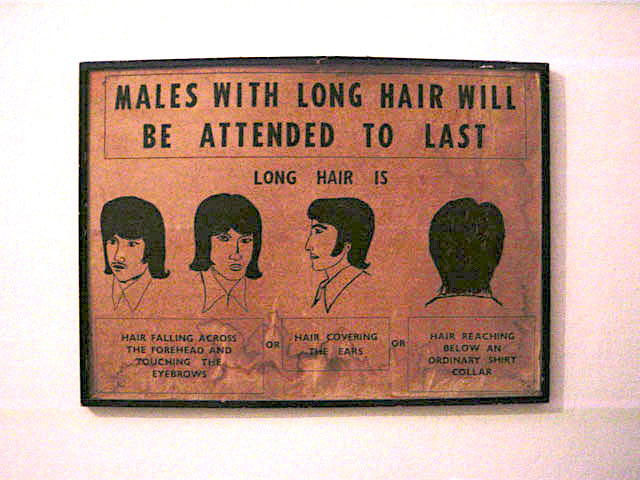 MALES WITH LONG HAIR WILL
BE ATTENDED TO LAST
LONG HAIR IS
HAIR FALLING ACROSS
THE FOREHEAD AND
TOUCHING THE
EYEBROWS
OR
HAIR COVERING
THE EARS
OR
HAIR REACHING
BELOW AN
ORDINARY SHIRT
COLLAR